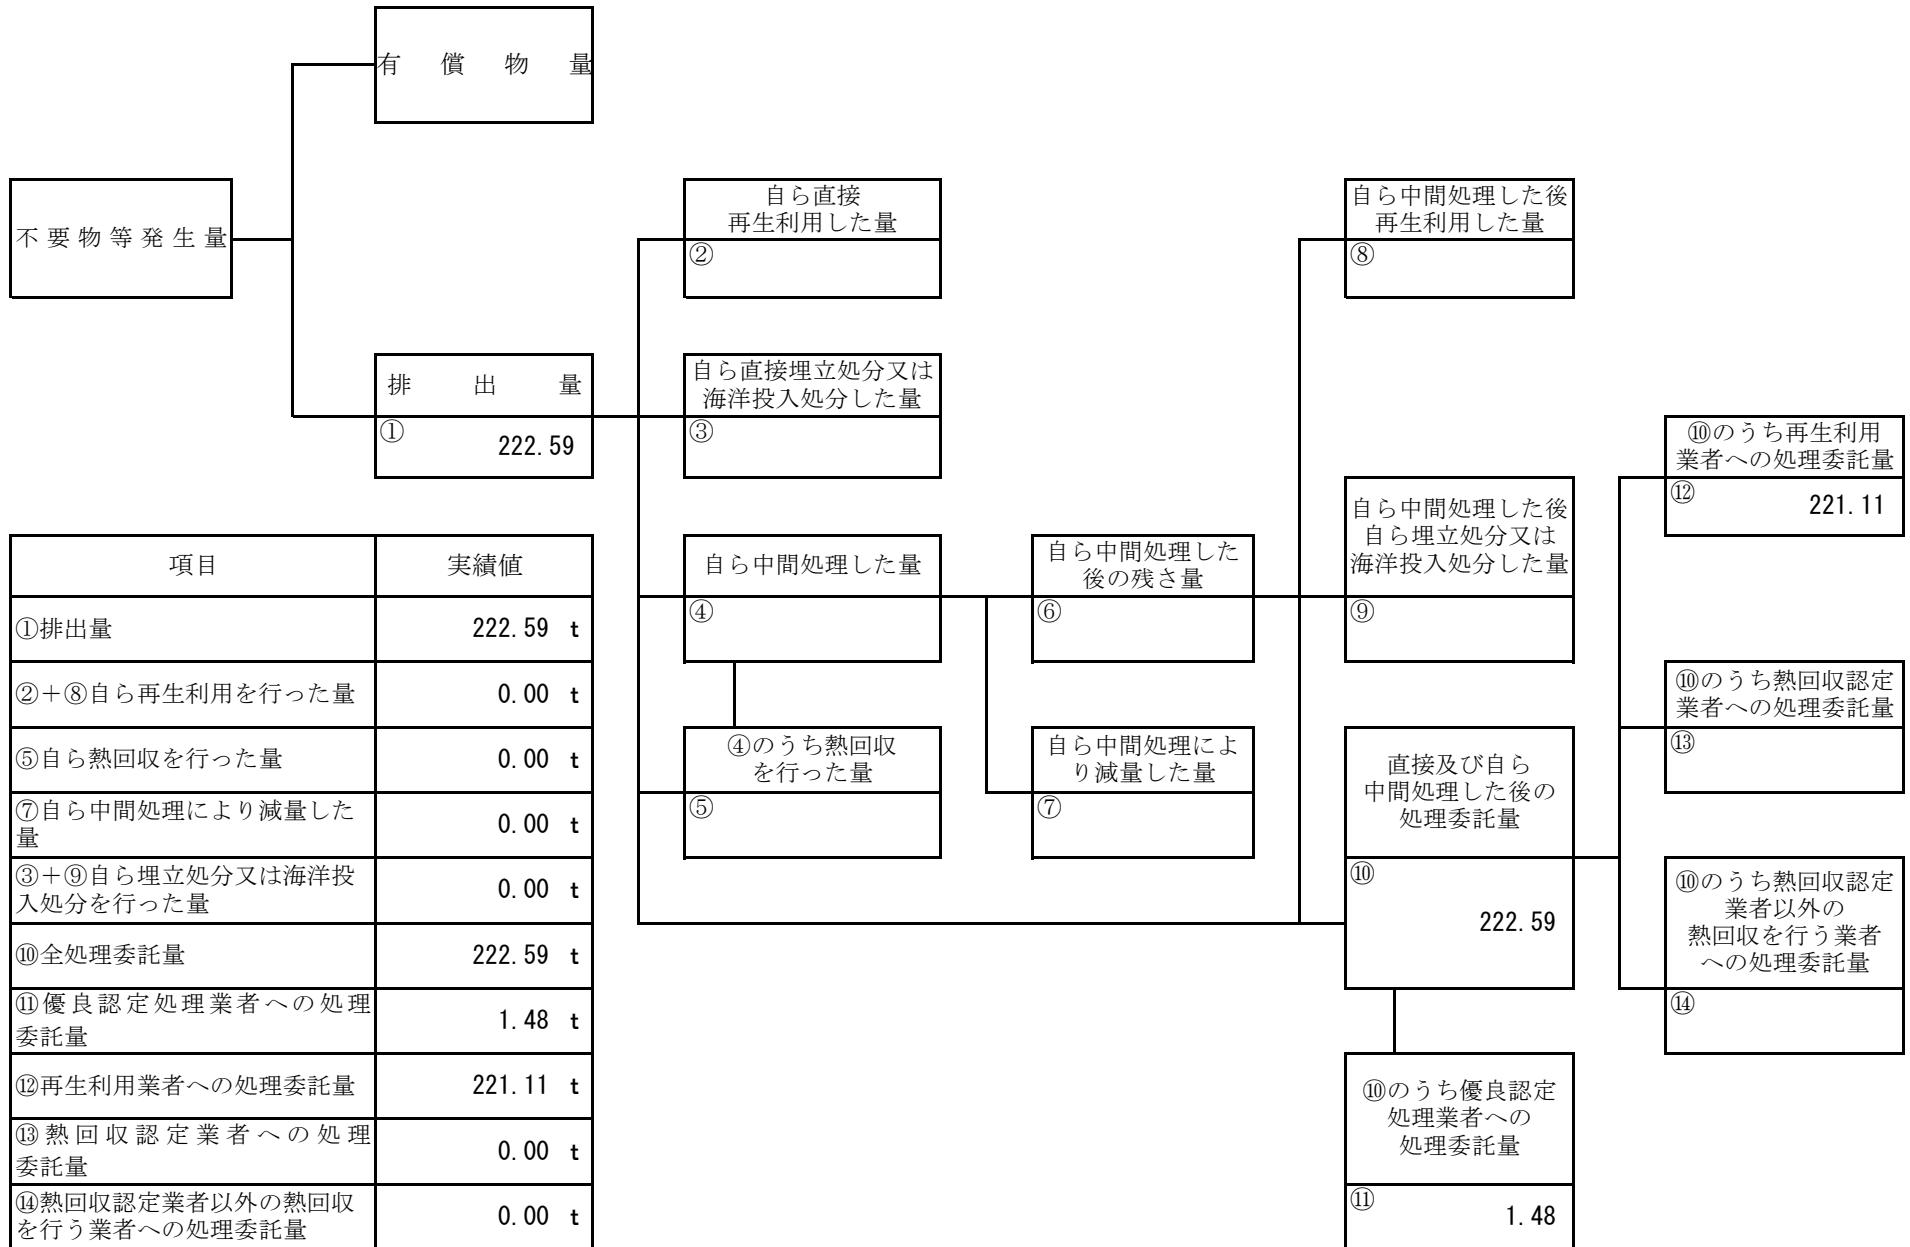 有償物量
不要物等発生量
排出量
①
222.59
自ら直接
再生利用した量
②
自ら直接埋立処分又は
海洋投入処分した量
③
自ら中間処理した量
④
④のうち熱回収
を行った量
⑤
自ら中間処理した
後の残さ量
⑥
自ら中間処理によ
り減量した量
⑦
自ら中間処理した後
再生利用した量
⑧
自ら中間処理した後
自ら埋立処分又は
海洋投入処分した量
⑨
直接及び自ら
中間処理した後の
処理委託量
⑩
222.59
⑩のうち優良認定
処理業者への
処理委託量
⑪
1.48
⑩のうち再生利用
業者への処理委託量
⑫
221.11
⑩のうち熱回収認定
業者への処理委託量
⑬
⑩のうち熱回収認定
業者以外の
熱回収を行う業者
への処理委託量
⑭
項目 実績値
①排出量 222.59 t
②＋⑧自ら再生利用を行った量 0.00 t
⑤自ら熱回収を行った量 0.00 t
⑦自ら中間処理により減量した
量 0.00 t
③＋⑨自ら埋立処分又は海洋投
入処分を行った量 0.00 t
⑩全処理委託量 222.59 t
⑪優良認定処理業者への処理
委託量 1.48 t
⑫再生利用業者への処理委託量 221.11 t
⑬熱回収認定業者への処理
委託量 0.00 t
⑭熱回収認定業者以外の熱回収
を行う業者への処理委託量 0.00 t